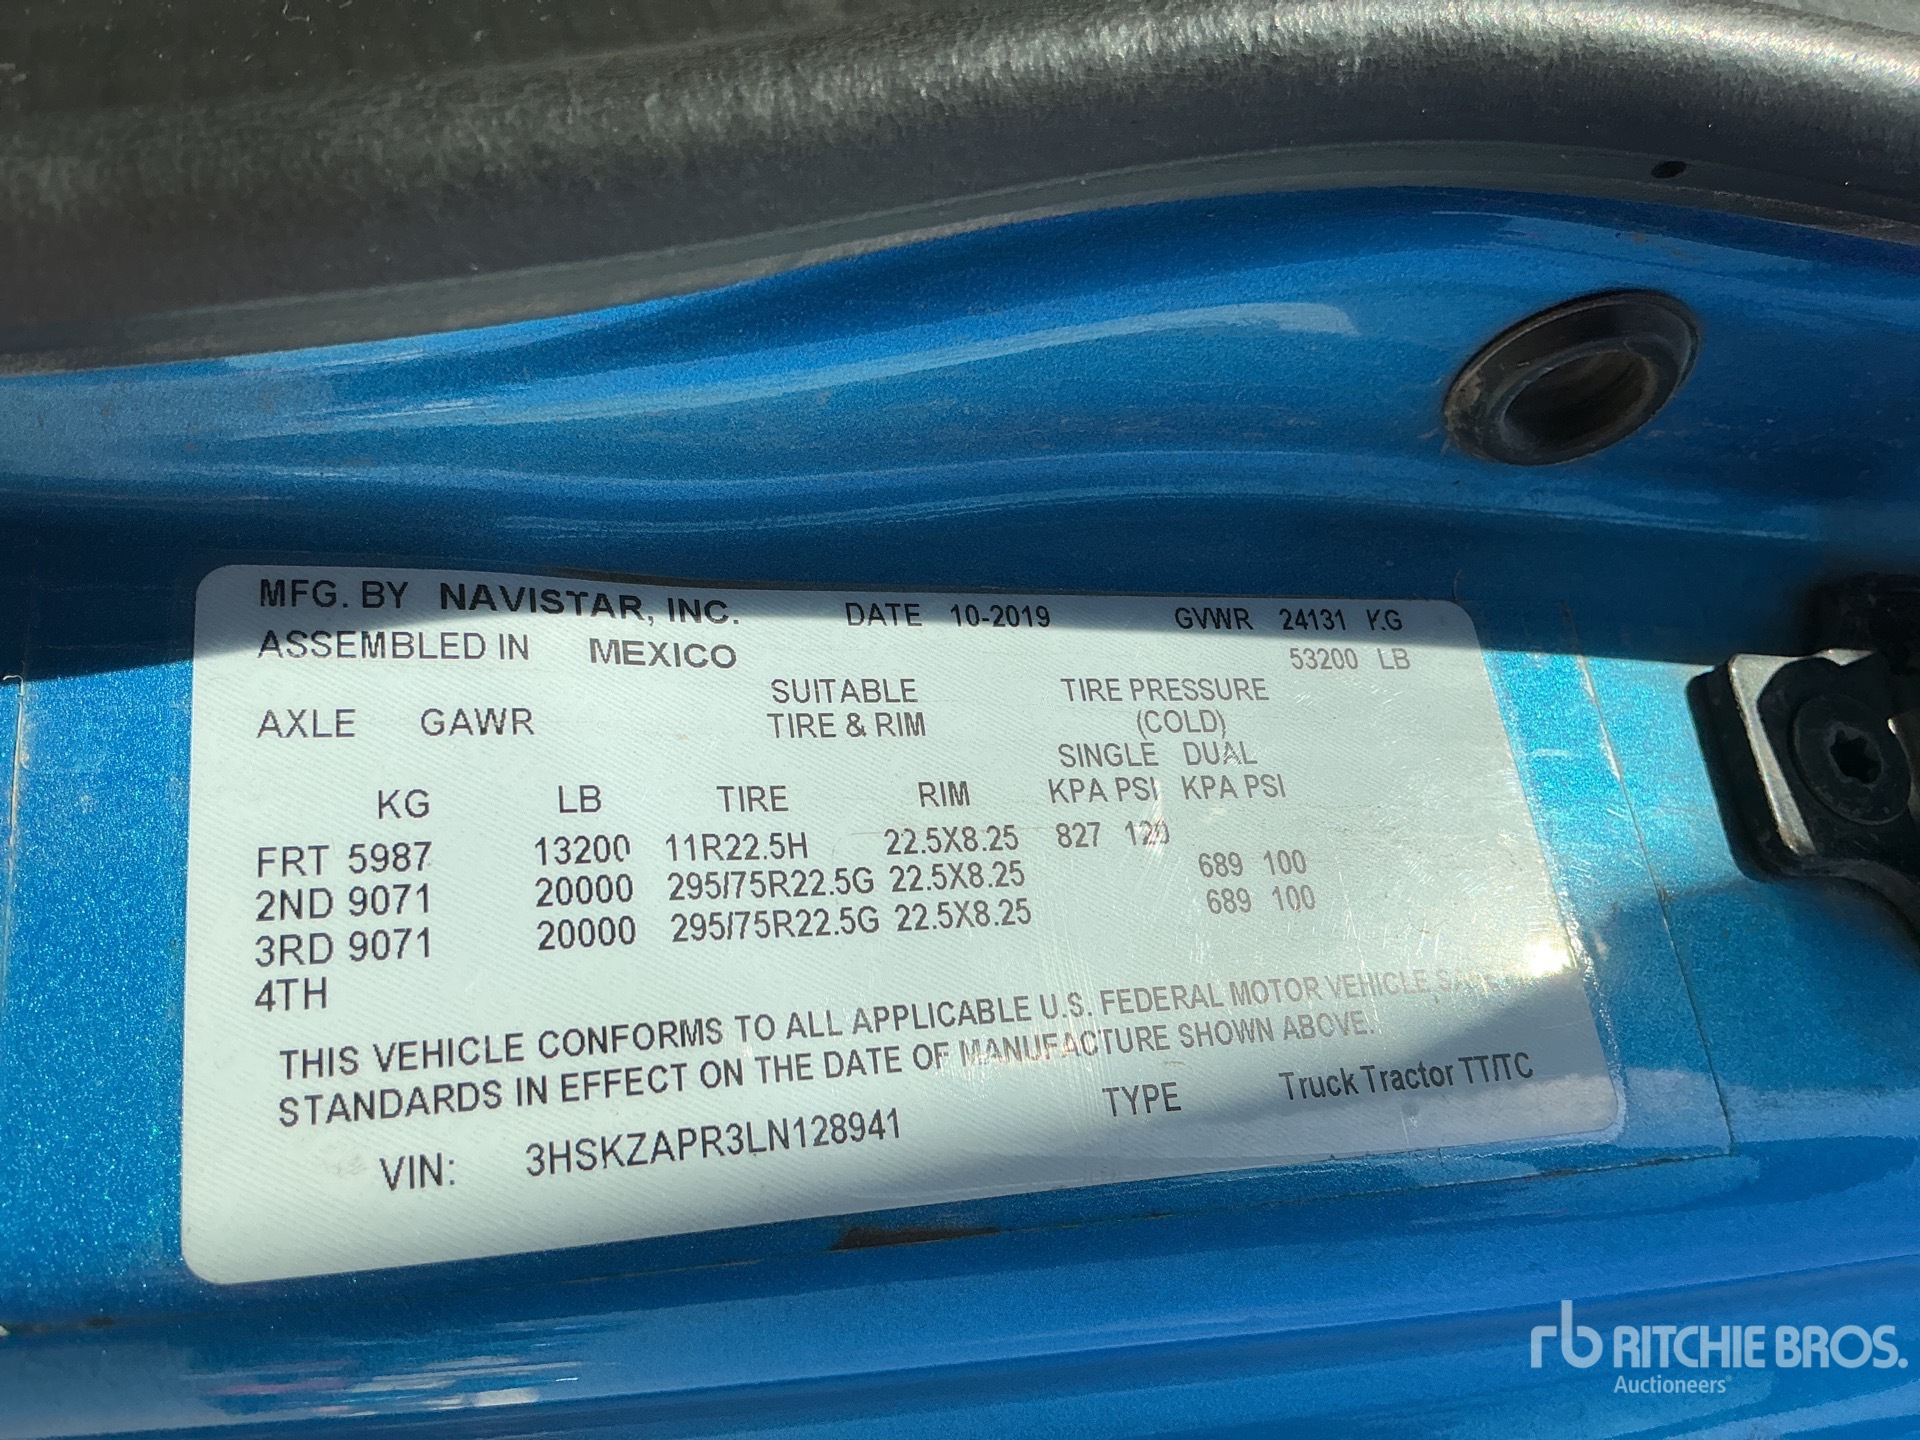 MFG. BY NAVISTAR, INC. DATE 10-2019 GVWR 24131 KG
ASSEMBLED IN MEXICO 53200 LB
SUITABLE TIRE PRESSURE
AXLE GAWR TIRE & RIM (COLD)
SINGLE DUAL
KG LB TIRE RIM KPA PSI KPA PSI
FRT 5987 13200 11R22.5H 22.5X8.25 827 120
2ND 9071 20000 295/75R22.5G 22.5X8.25 689 100
3RD 9071 20000 295/75R22.5G 22.5X8.25 689 100
4TH
THIS VEHICLE CONFORMS TO ALL APPLICABLE U.S. FEDERAL MOTOR VEHICLE
STANDARDS IN EFFECT ON THE DATE OF MANUFACTURE SHOWN ABOVE.
VIN: 3HSKZAPR3LN128941 TYPE Truck Tractor TT/TC
rb RITCHIE BROS.
Auctioneers